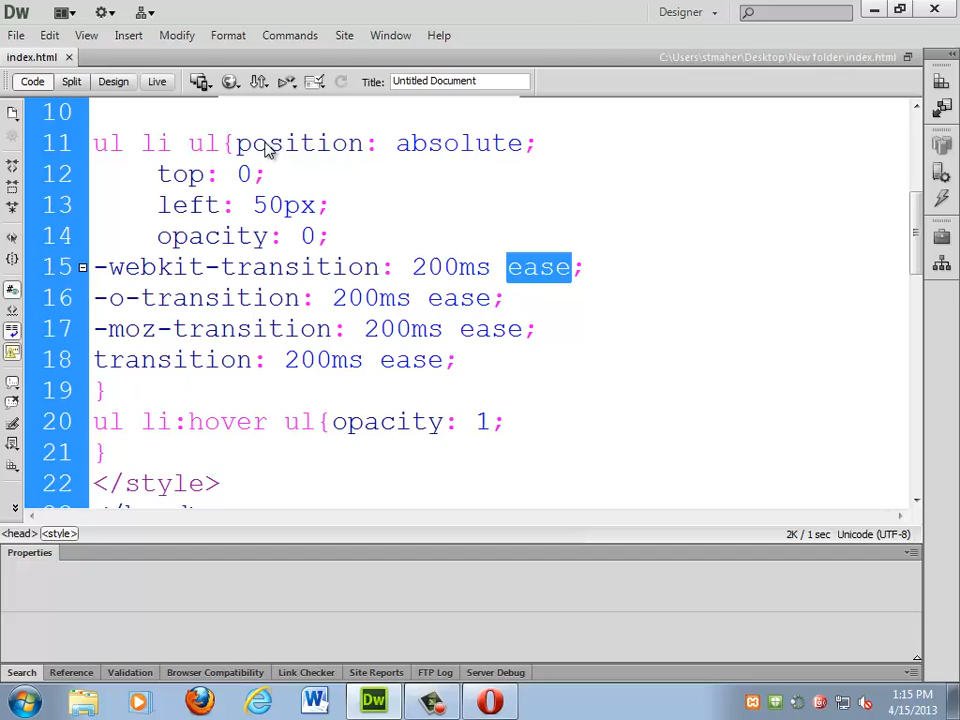 Dw
Designer
File Edit View Insert Modify Format Commands Site Window Help
index.html
C:\Users\stmaher\Desktop\New folder\index.html
Code Split Design Live Title: Untitled Document
10
11 ul li ul{position: absolute;
12 top: 0;
13 left: 50px;
14 opacity: 0;
15 -webkit-transition: 200ms ease;
16 -o-transition: 200ms ease;
17 -moz-transition: 200ms ease;
18 transition: 200ms ease;
19 }
20 ul li:hover ul{opacity: 1;
21 }
22 </style>
<head> <style> 2K / 1 sec Unicode (UTF-8)
Properties
Search Reference Validation Browser Compatibility Link Checker Site Reports FTP Log Server Debug
W Dw
1:15 PM
4/15/2013